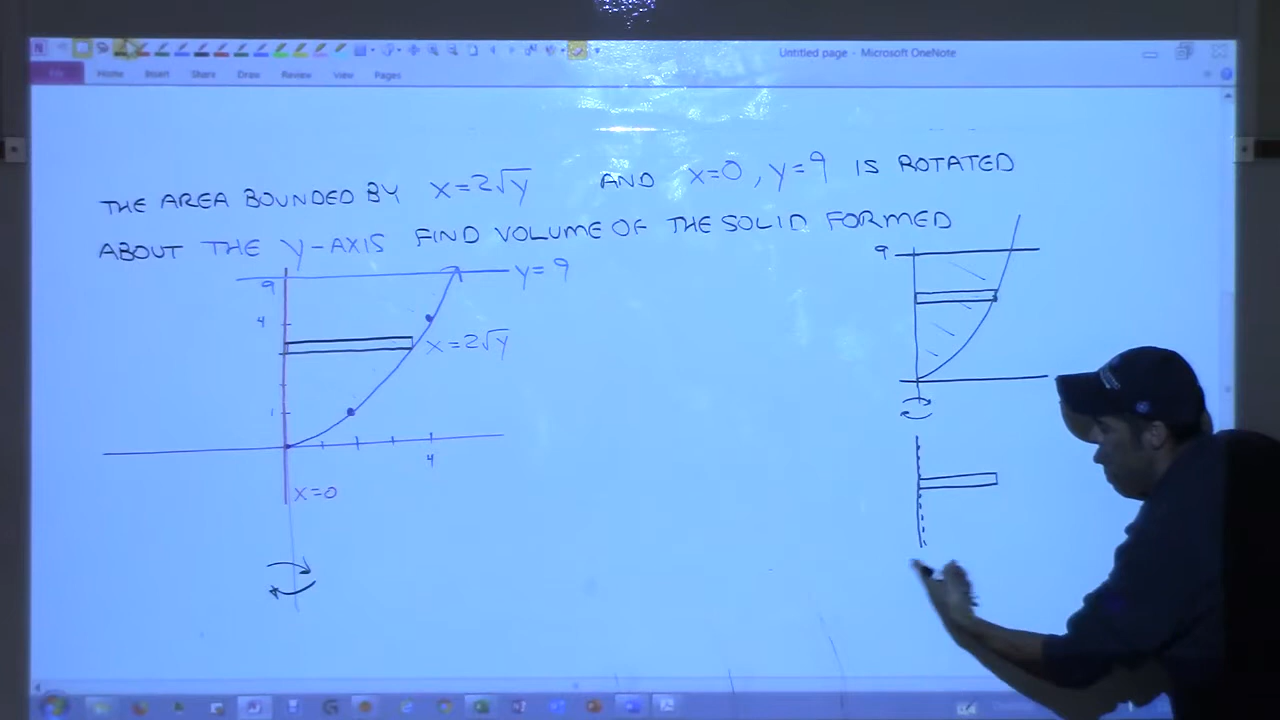 Untitled page - Microsoft OneNote
File Home Insert Share Draw Review View Pages
THE AREA BOUNDED BY x=2√y AND x=0, y=9 IS ROTATED
ABOUT THE Y-AXIS FIND VOLUME OF THE SOLID FORMED
9
y=9
9
4
x=2√y
1
4
x=0